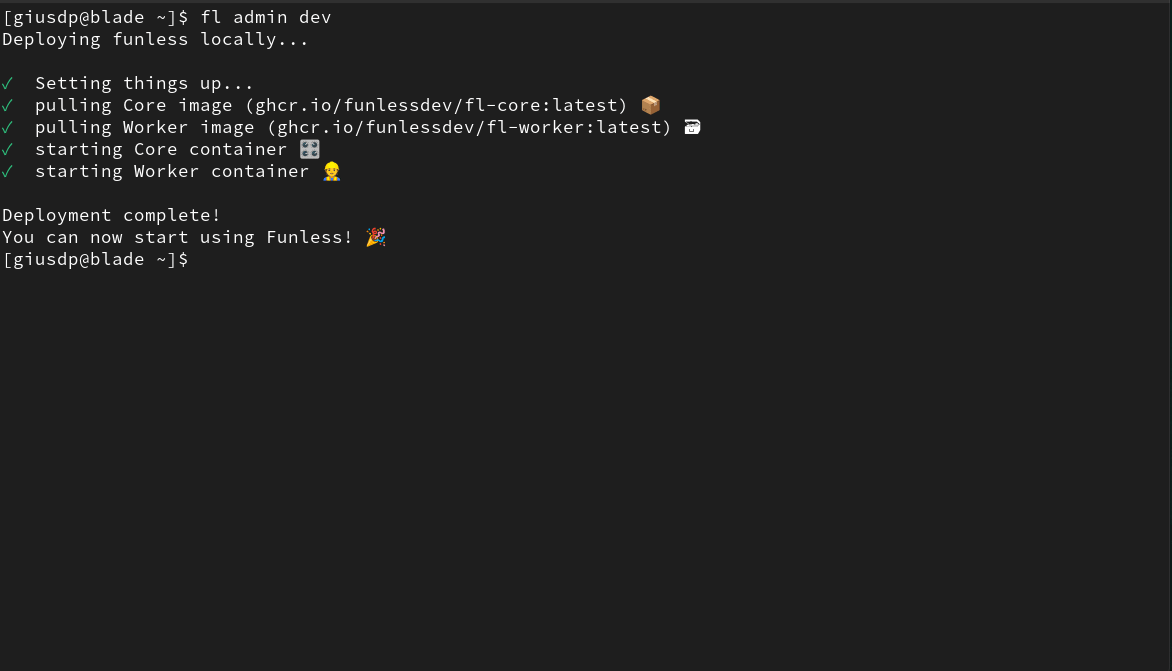 [giusdp@blade ~]$ fl admin dev
Deploying funless locally...
✓ Setting things up...
✓ pulling Core image (ghcr.io/funlessdev/fl-core:latest) 📦
✓ pulling Worker image (ghcr.io/funlessdev/fl-worker:latest) 🗃
✓ starting Core container 🎛️
✓ starting Worker container 👷
Deployment complete!
You can now start using Funless! 🎉
[giusdp@blade ~]$